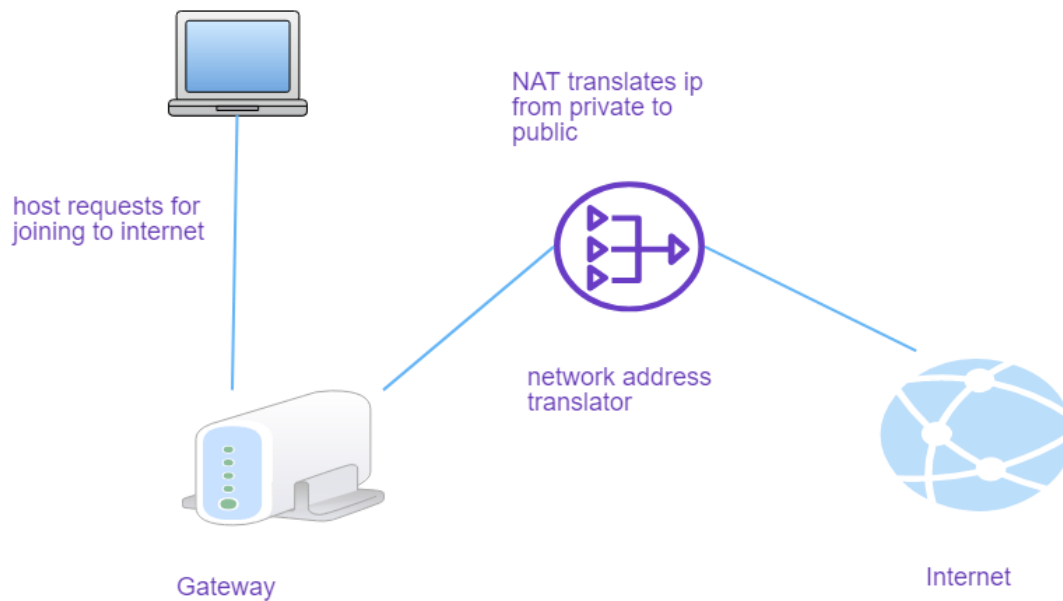 NAT translates ip
from private to
public
host requests for
joining to internet
network address
translator
Gateway
Internet